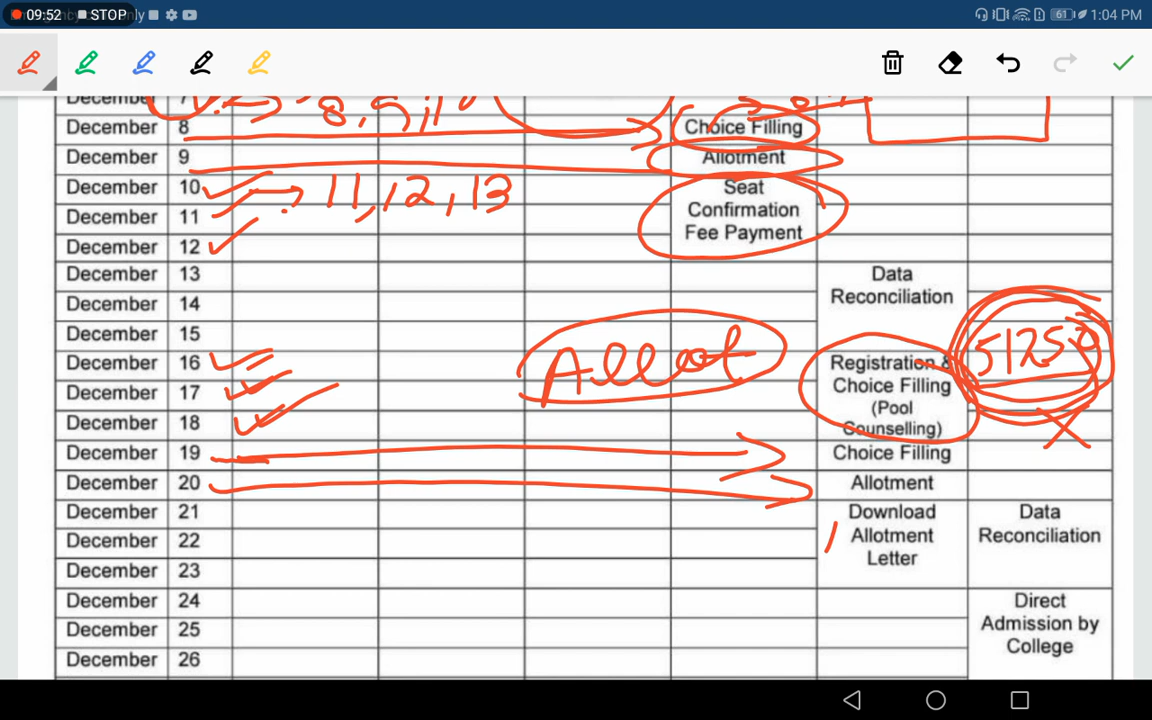 09:52 STOP 61 1:04 PM
December 7 8, 9, 10
December 8 Choice Filling
December 9 Allotment
December 10 11, 12, 13 Seat
December 11 Confirmation
December 12 Fee Payment
December 13 Data
December 14 Reconciliation
December 15
December 16 Allot Registration & 51250
December 17 Choice Filling
December 18 (Pool
Counselling)
December 19 Choice Filling
December 20 Allotment
December 21 Download Data
December 22 Allotment Reconciliation
December 23 Letter
December 24 Direct
December 25 Admission by
December 26 College